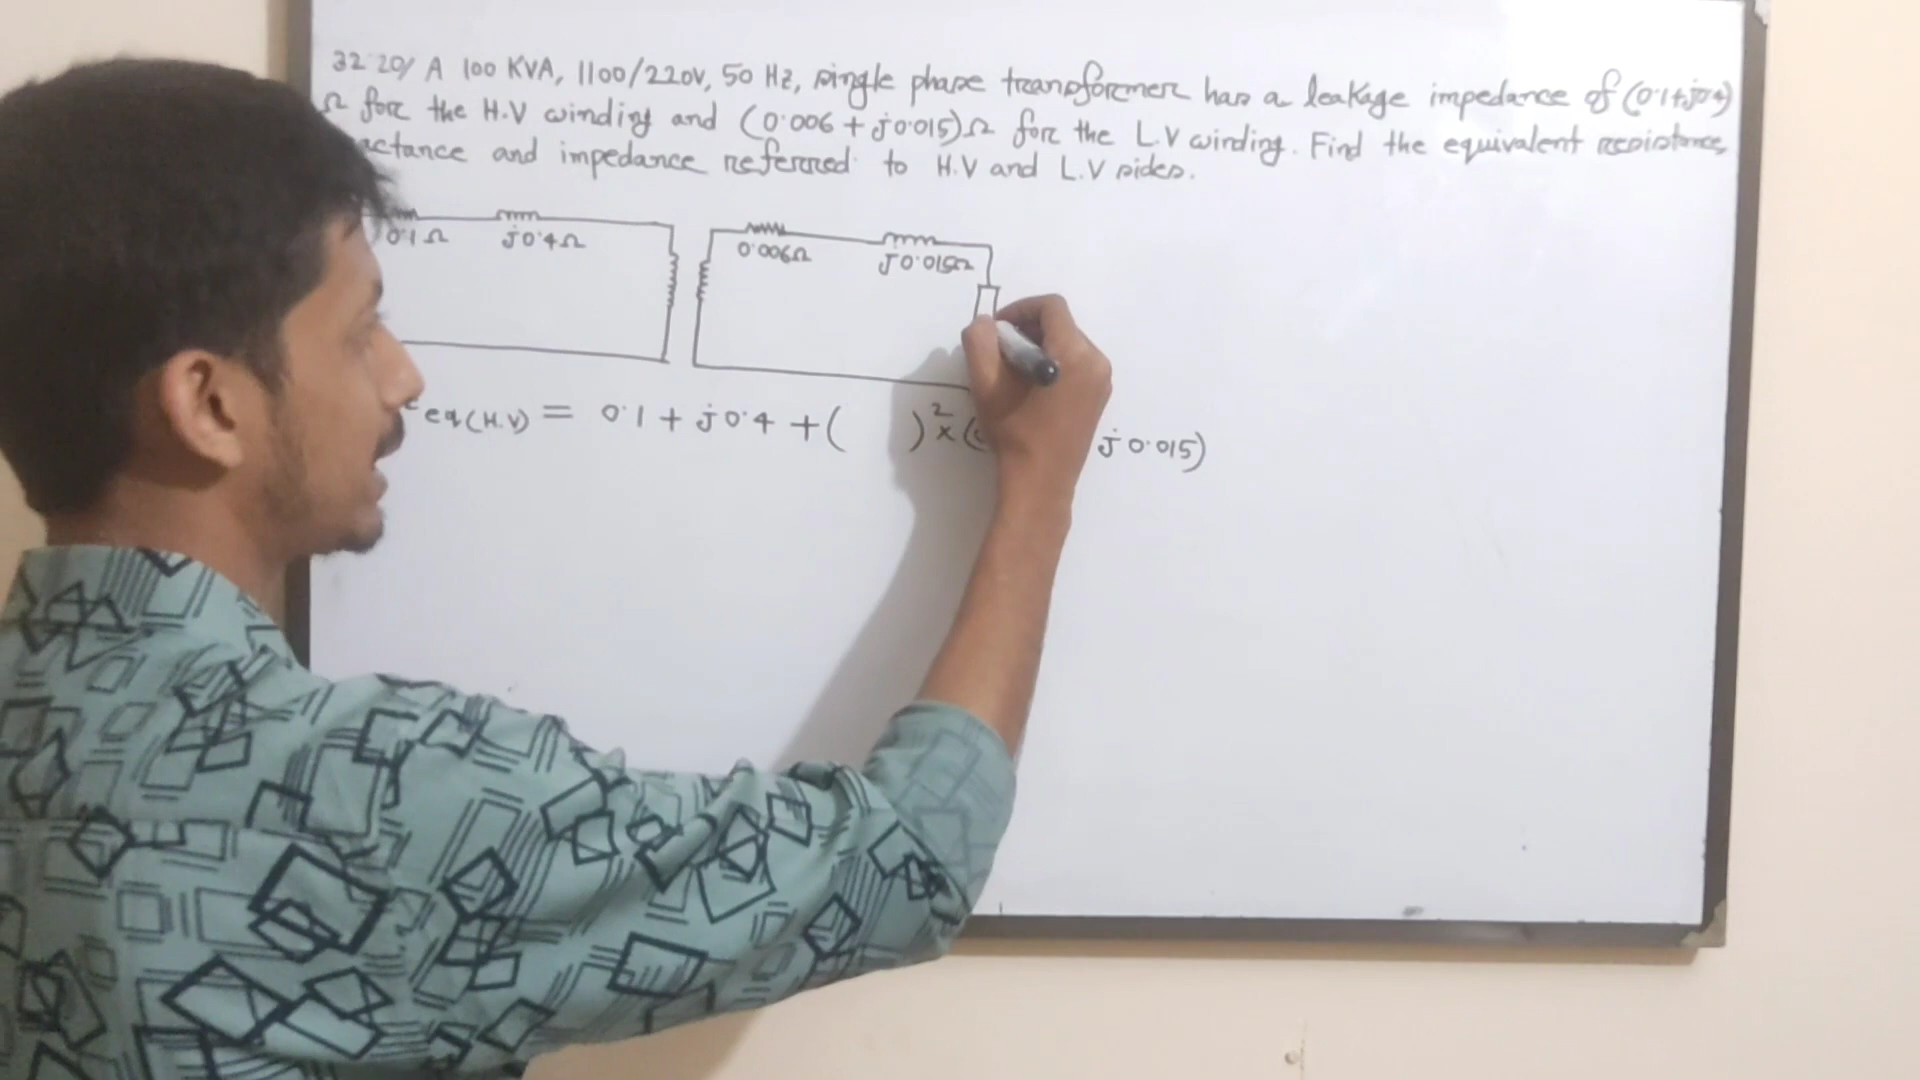 32.20/ A 100 KVA, 1100/220V, 50 Hz, single phase transformer has a leakage impedance of (0.1+j0.4)
Ω for the H.V winding and (0.006 + j0.015)Ω for the L.V winding. Find the equivalent resistance,
actance and impedance referred to H.V and L.V sides.
0.1Ω j0.4Ω 0.006Ω J0.015Ω
eq(H.V) = 0.1 + j0.4 + ( )² × ( j0.015)